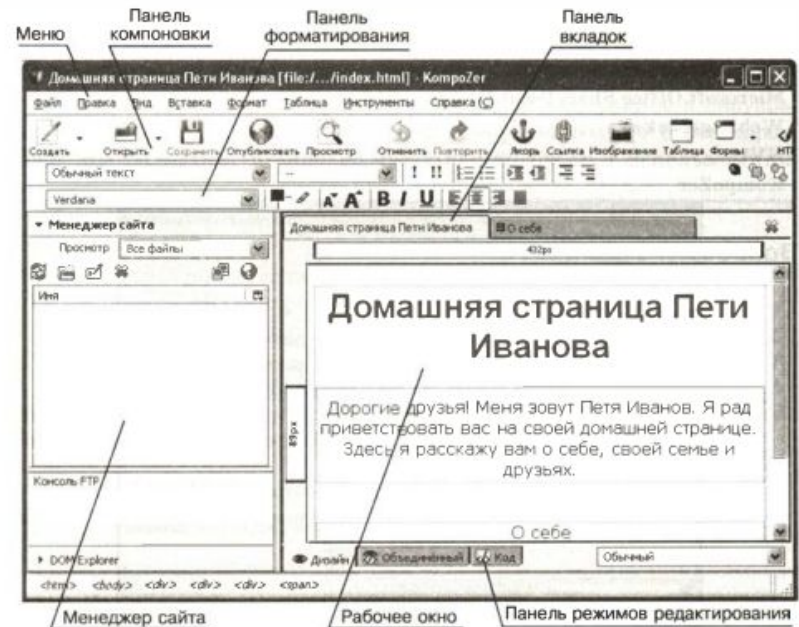 Панель компоновки
Панель форматирования
Панель вкладок
Меню
Домашняя страница Пети Иванова [file:/.../index.html] - KompoZer
Файл Правка Вид Вставка Формат Таблица Инструменты Справка (С)
Создать Открыть Сохранить Опубликовать Просмотр Отменить Повторить Якорь Ссылка Изображение Таблица Формы HT
Обычный текст
Verdana
Менеджер сайта
Домашняя страница Пети Иванова
О себе
Просмотр Все файлы
432px
Имя
Домашняя страница Пети
Иванова
89px
Дорогие друзья! Меня зовут Петя Иванов. Я рад
приветствовать вас на своей домашней странице.
Здесь я расскажу вам о себе, своей семье и
друзьях.
Консоль FTP
О себе
DOM Explorer
Дизайн Объединённый Код Обычный
<html> <body> <div> <div> <div> <span>
Менеджер сайта
Рабочее окно
Панель режимов редактирования